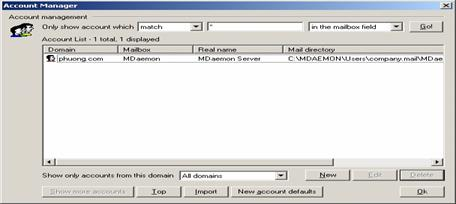 Account Manager
Account management
Only show account which match * in the mailbox field Go!
Account List - 1 total, 1 displayed
Domain Mailbox Real name Mail directory
phuong.com MDaemon MDaemon Server C:\MDAEMON\Users\company.mail\MDae
Show only accounts from this domain All domains New Edit Delete
Show more accounts Top Import New account defaults Ok